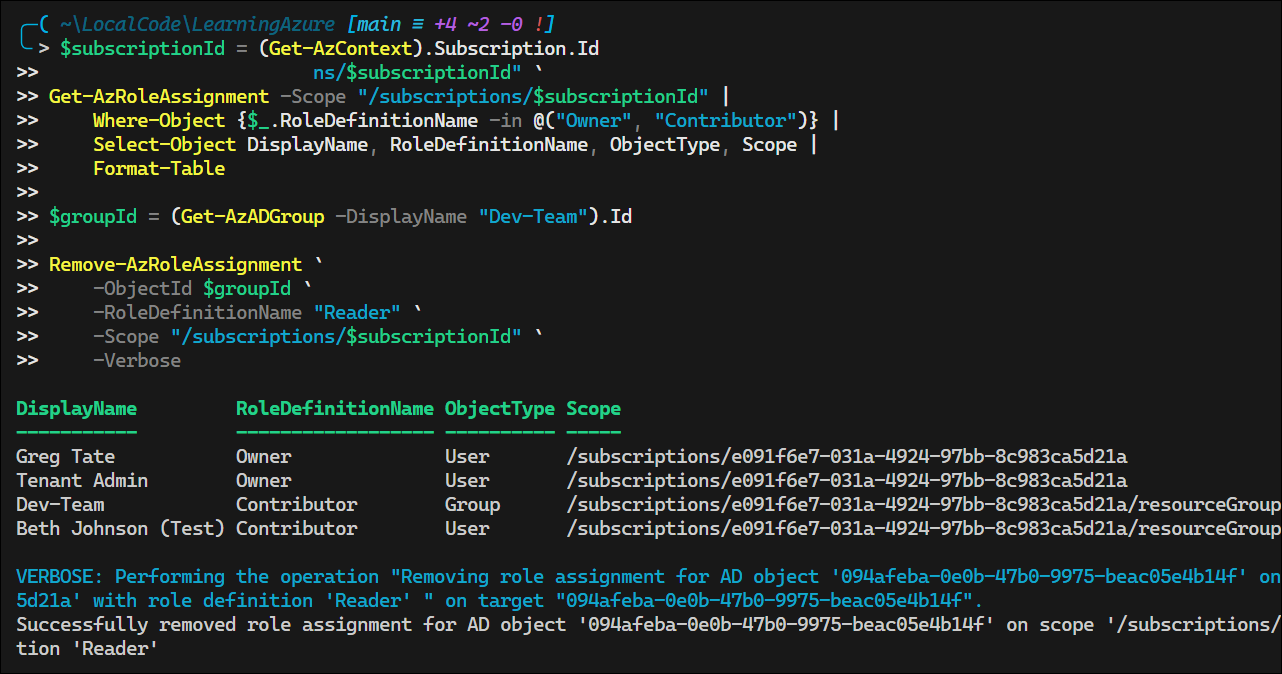 ( ~\LocalCode\LearningAzure [main ≡ +4 ~2 -0 !]
> $subscriptionId = (Get-AzContext).Subscription.Id
>>                         ns/$subscriptionId" `
>> Get-AzRoleAssignment -Scope "/subscriptions/$subscriptionId" |
>>     Where-Object {$_.RoleDefinitionName -in @("Owner", "Contributor")} |
>>     Select-Object DisplayName, RoleDefinitionName, ObjectType, Scope |
>>     Format-Table
>>
>> $groupId = (Get-AzADGroup -DisplayName "Dev-Team").Id
>>
>> Remove-AzRoleAssignment `
>>     -ObjectId $groupId `
>>     -RoleDefinitionName "Reader" `
>>     -Scope "/subscriptions/$subscriptionId" `
>>     -Verbose
DisplayName         RoleDefinitionName ObjectType Scope
-----------         ------------------ ---------- -----
Greg Tate           Owner              User       /subscriptions/e091f6e7-031a-4924-97bb-8c983ca5d21a
Tenant Admin        Owner              User       /subscriptions/e091f6e7-031a-4924-97bb-8c983ca5d21a
Dev-Team            Contributor        Group      /subscriptions/e091f6e7-031a-4924-97bb-8c983ca5d21a/resourceGroup
Beth Johnson (Test) Contributor        User       /subscriptions/e091f6e7-031a-4924-97bb-8c983ca5d21a/resourceGroup
VERBOSE: Performing the operation "Removing role assignment for AD object '094afeba-0e0b-47b0-9975-beac05e4b14f' on
5d21a' with role definition 'Reader' " on target "094afeba-0e0b-47b0-9975-beac05e4b14f".
Successfully removed role assignment for AD object '094afeba-0e0b-47b0-9975-beac05e4b14f' on scope '/subscriptions/
tion 'Reader'